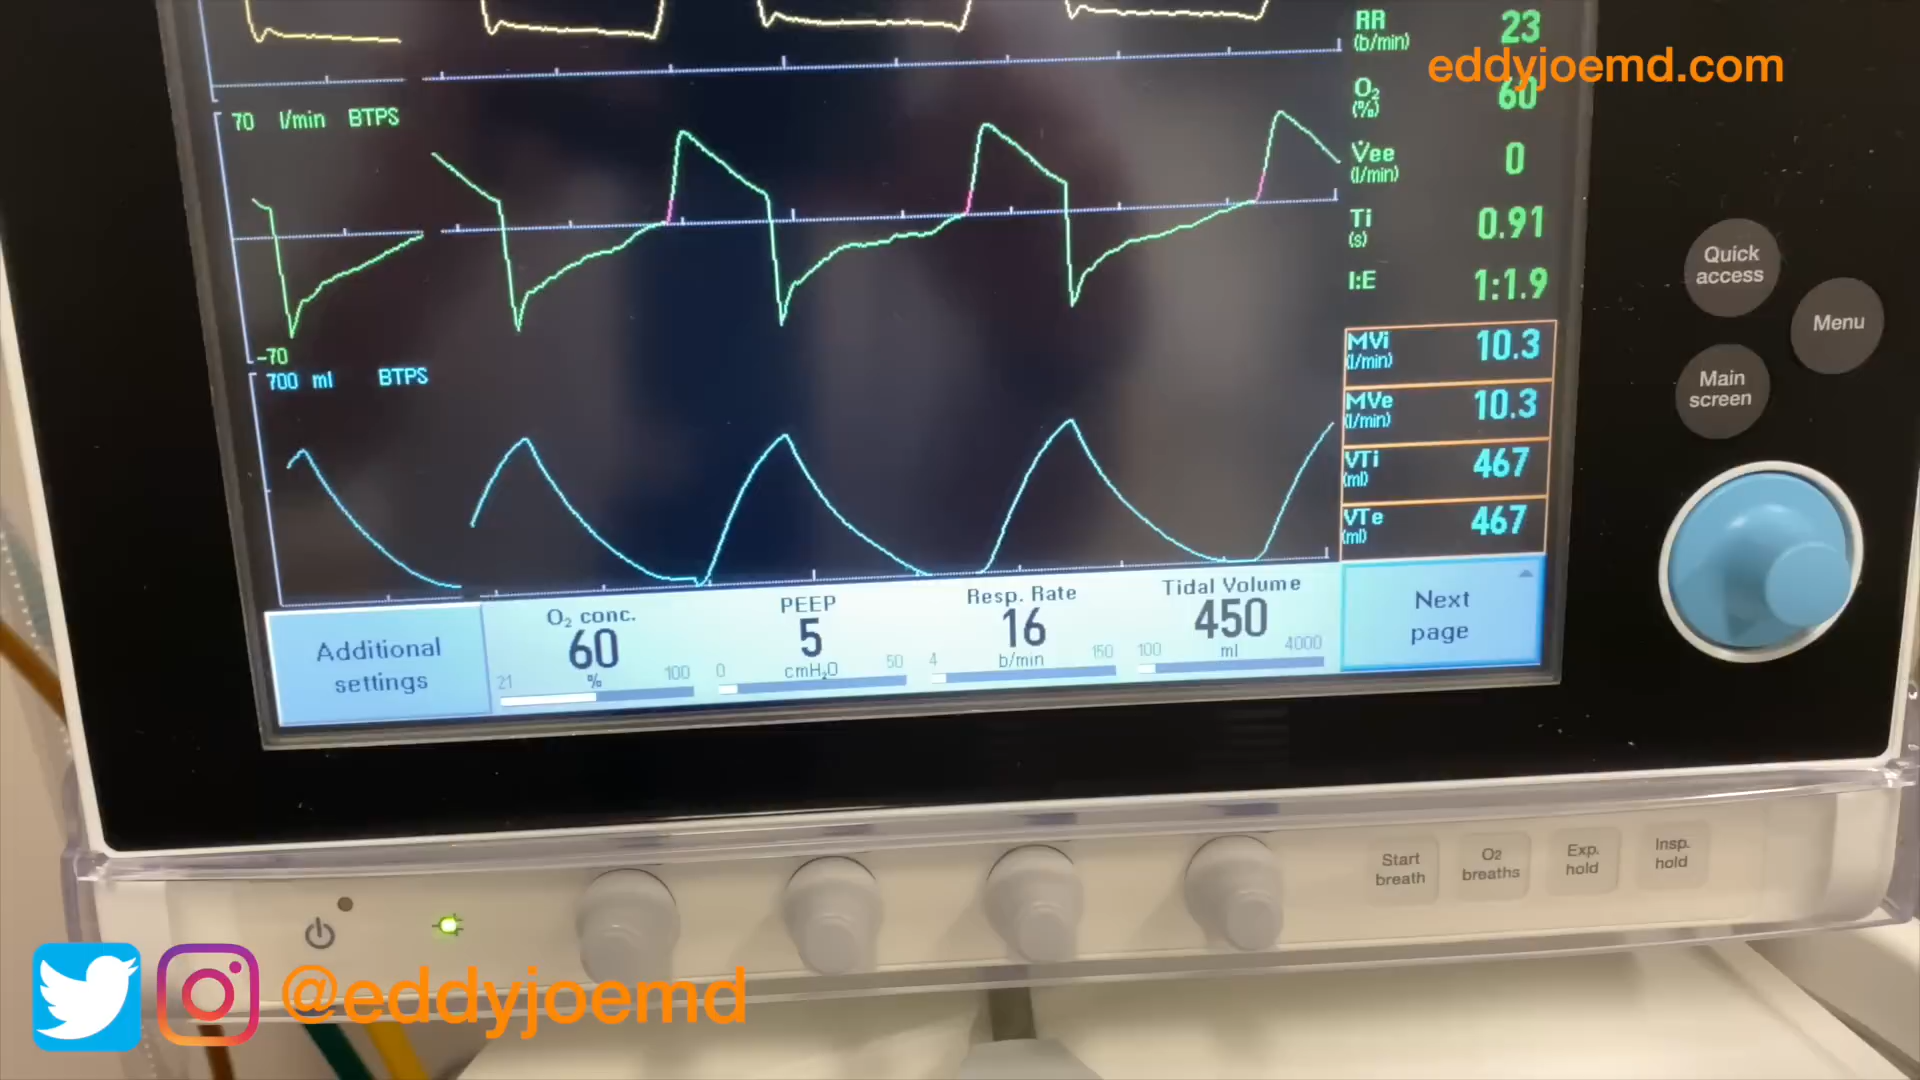 RR
(b/min)
23
eddyjoemd.com
O₂
(%)
60
V̇ee
(l/min)
0
Ti
(s)
0.91
I:E
1:1.9
70 l/min BTPS
-70
700 ml BTPS
MVi
(l/min)
10.3
MVe
(l/min)
10.3
VTi
(ml)
467
VTe
(ml)
467
Additional
settings
O₂ conc.
60
21 % 100
PEEP
5
0 cmH₂O 50
Resp. Rate
16
4 b/min 150
Tidal Volume
450
100 ml 4000
Next
page
Quick
access
Menu
Main
screen
Start
breath
O2
breaths
Exp.
hold
Insp.
hold
@eddyjoemd